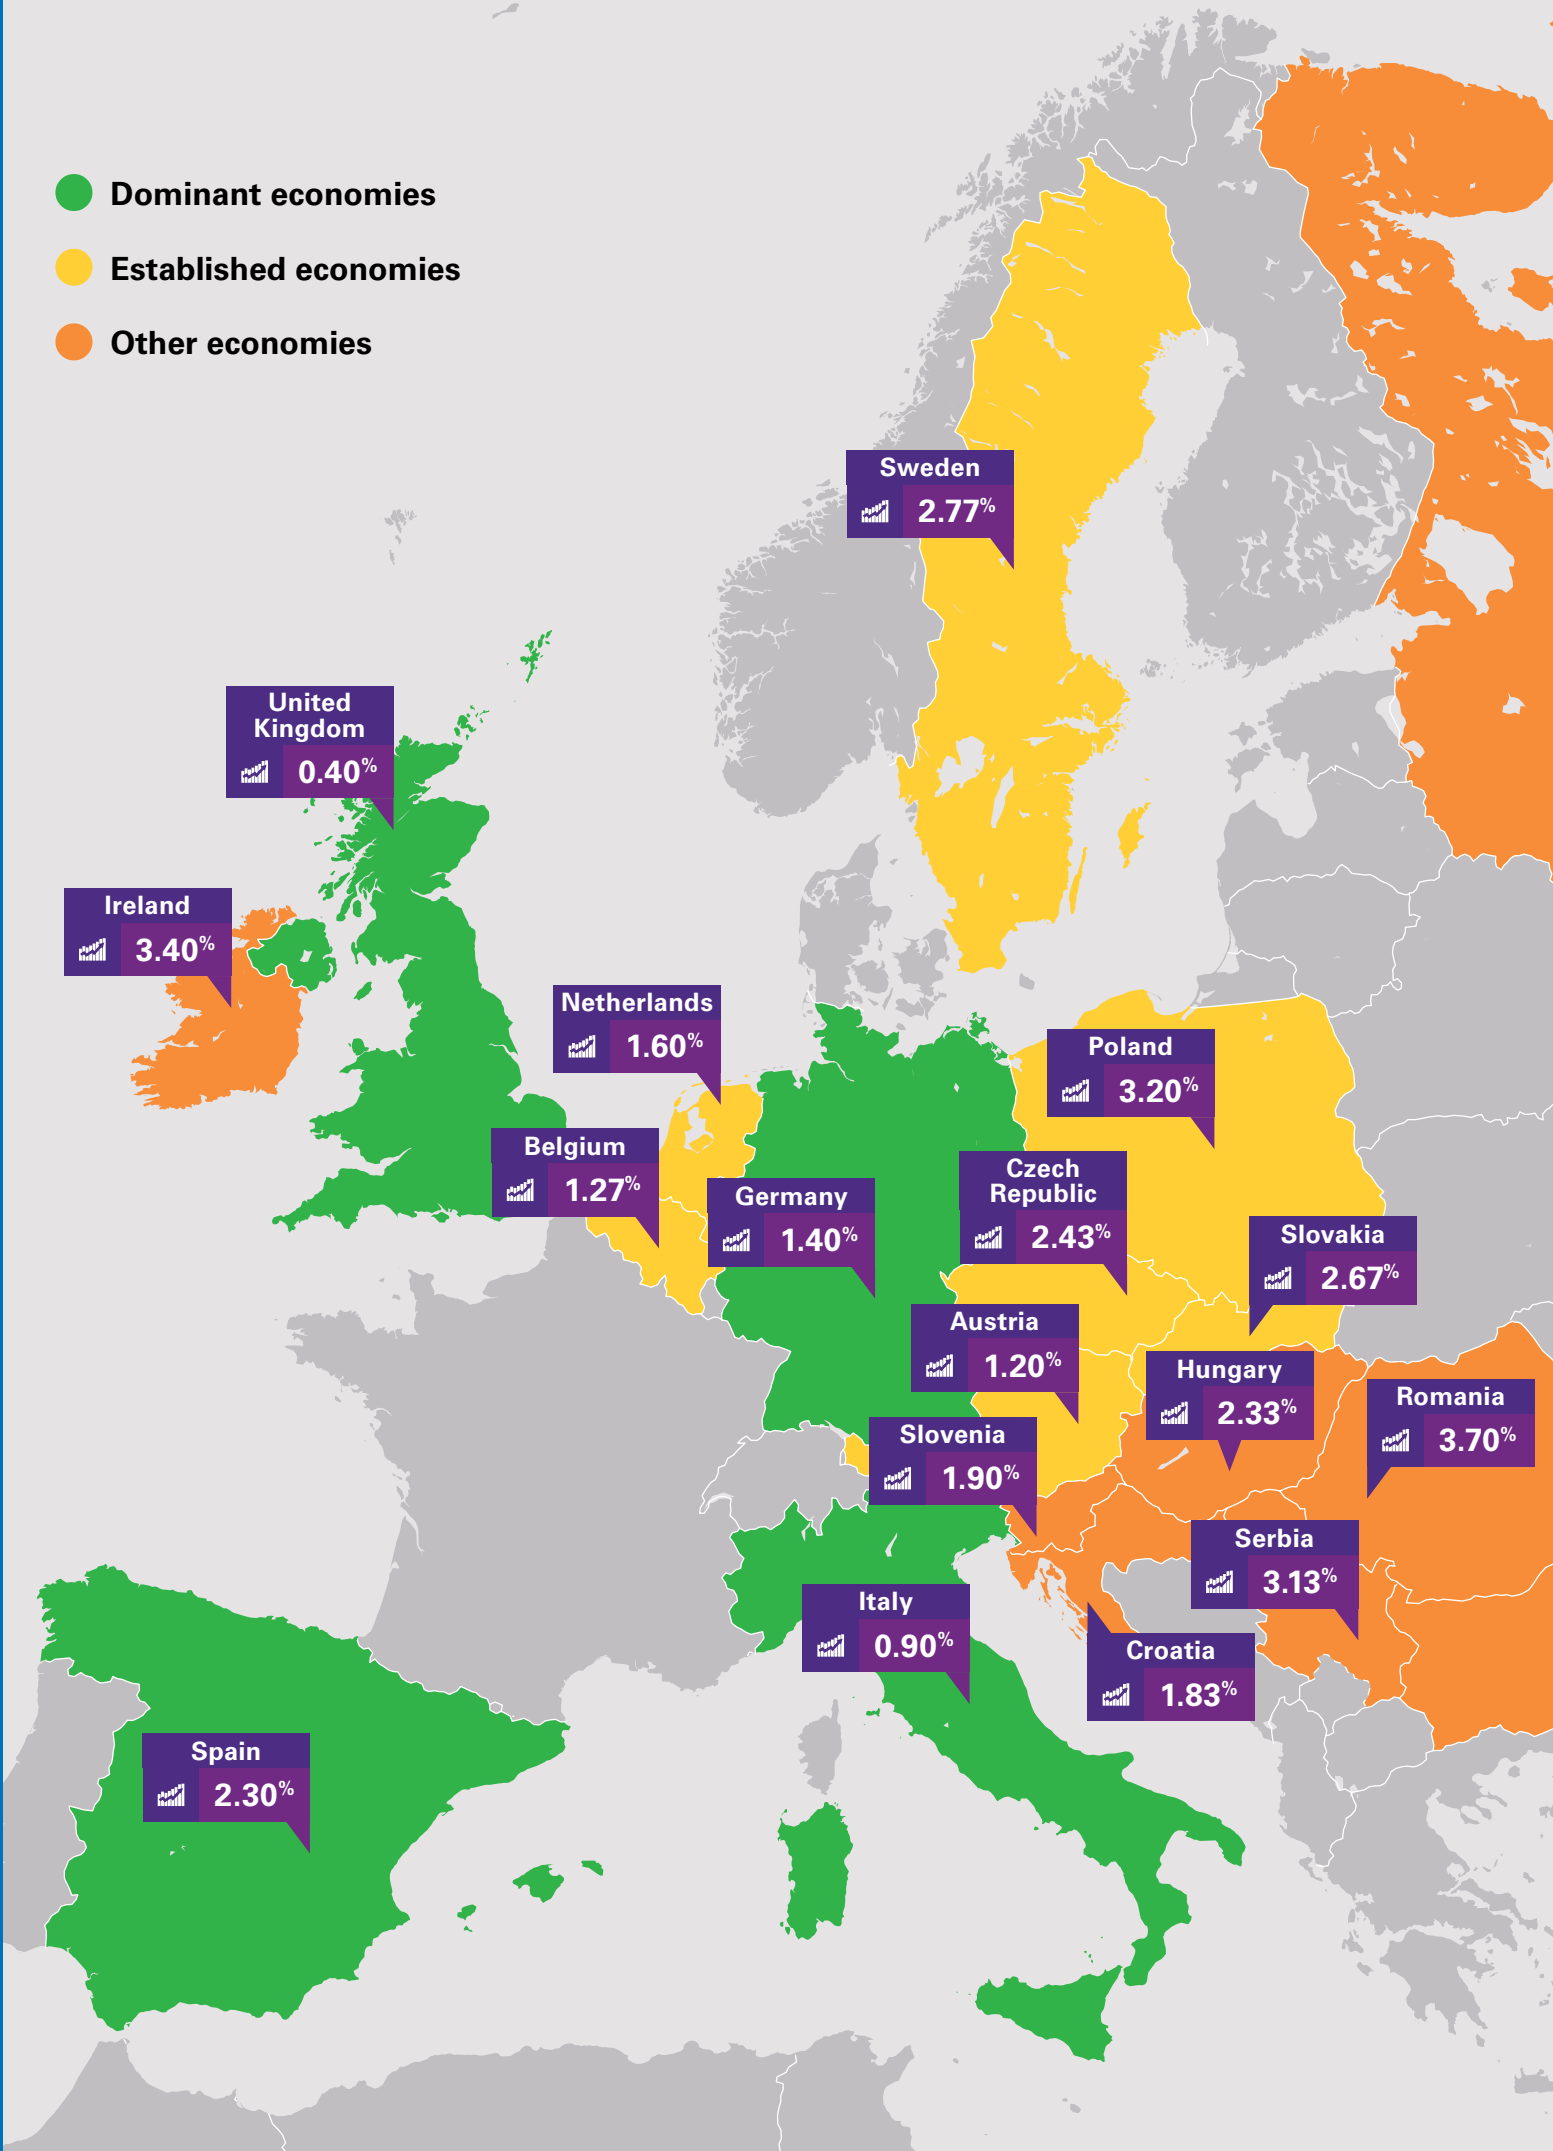 Dominant economies
Established economies
Other economies
Sweden
2.77%
United
Kingdom
0.40%
Ireland
3.40%
Netherlands
1.60%
Poland
3.20%
Belgium
1.27%
Germany
1.40%
Czech
Republic
2.43%
Slovakia
2.67%
Austria
1.20%
Hungary
2.33%
Romania
3.70%
Slovenia
1.90%
Serbia
3.13%
Italy
0.90%
Croatia
1.83%
Spain
2.30%